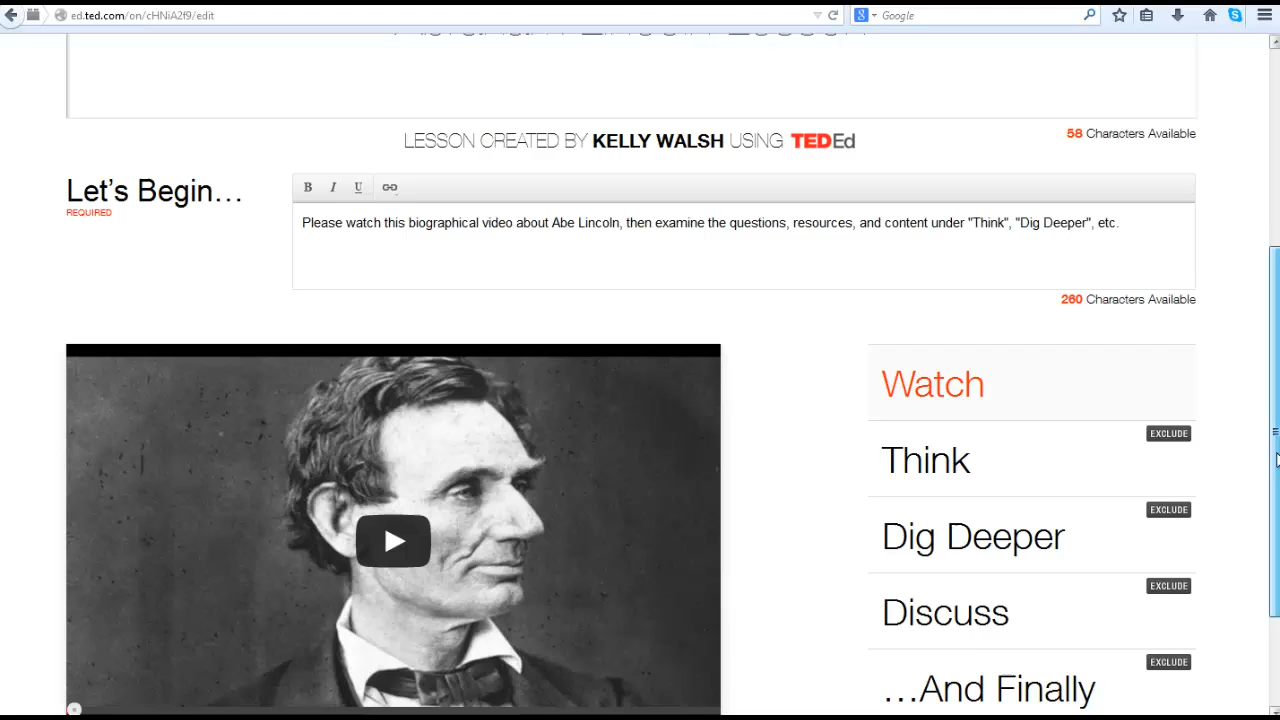 ed.ted.com/on/cHNiA2f9/edit
Google
LESSON CREATED BY KELLY WALSH USING TEDEd
58 Characters Available
Let's Begin…
REQUIRED
B I U
Please watch this biographical video about Abe Lincoln, then examine the questions, resources, and content under "Think", "Dig Deeper", etc.
260 Characters Available
Watch
EXCLUDE
Think
EXCLUDE
Dig Deeper
EXCLUDE
Discuss
EXCLUDE
…And Finally